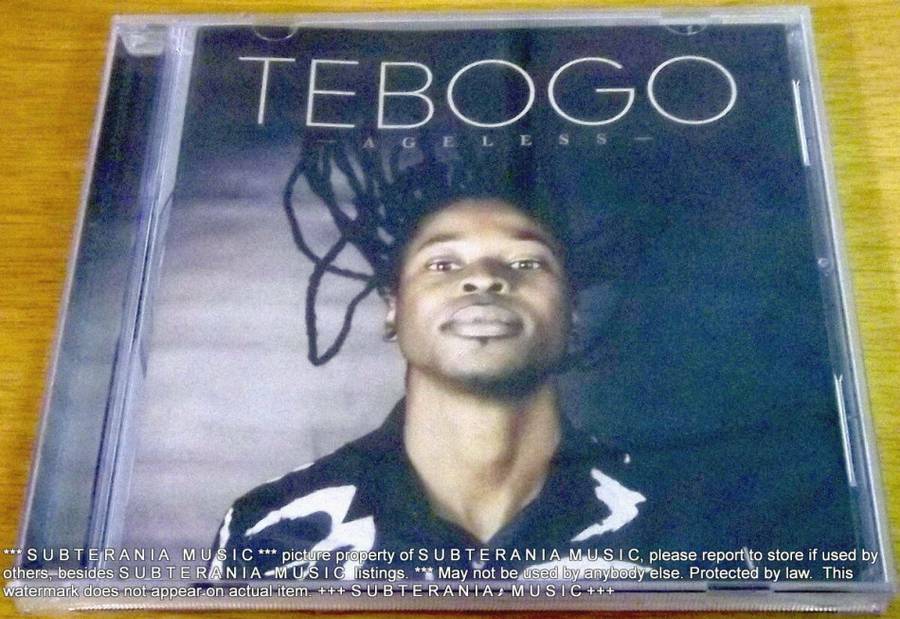 TEBOGO
— AGELESS —
*** S U B T E R A N I A M U S I C *** picture property of S U B T E R A N I A M U S I C, please report to store if used by
others, besides S U B T E R A N I A M U S I C listings. *** May not be used by anybody else. Protected by law. This
watermark does not appear on actual item. +++ S U B T E R A N I A M U S I C +++